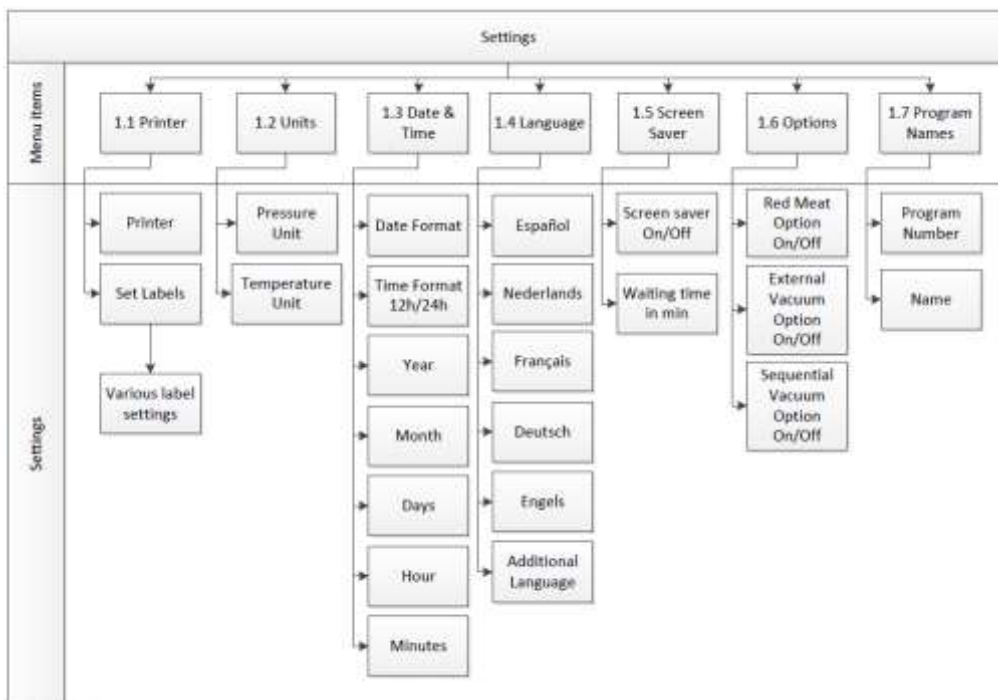 Settings
Menu items
1.1 Printer
1.2 Units
1.3 Date &
Time
1.4 Language
1.5 Screen
Saver
1.6 Options
1.7 Program
Names
Settings
Printer
Set Labels
Various label
settings
Pressure
Unit
Temperature
Unit
Date Format
Time Format
12h/24h
Year
Month
Days
Hour
Minutes
Español
Nederlands
Français
Deutsch
Engels
Additional
Language
Screen saver
On/Off
Waiting time
in min
Red Meat
Option
On/Off
External
Vacuum
Option
On/Off
Sequential
Vacuum
Option
On/Off
Program
Number
Name